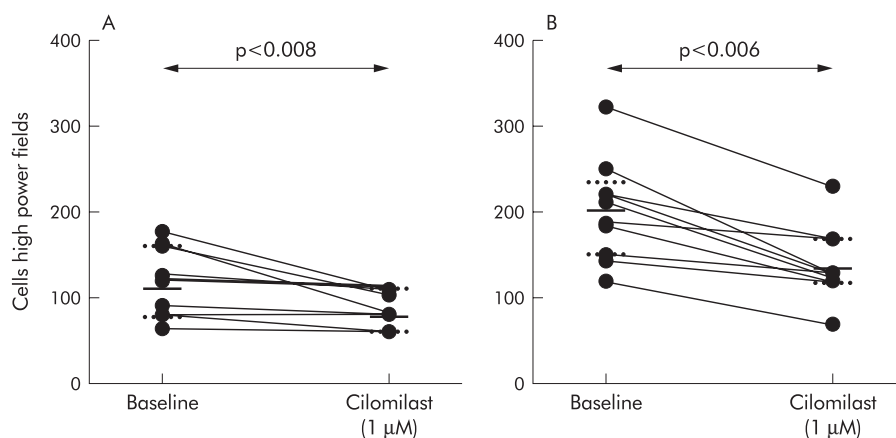 A
400
300
200
100
0
Cells high power fields
p<0.008
Baseline
Cilomilast
(1 µM)
B
400
300
200
100
0
p<0.006
Baseline
Cilomilast
(1 µM)